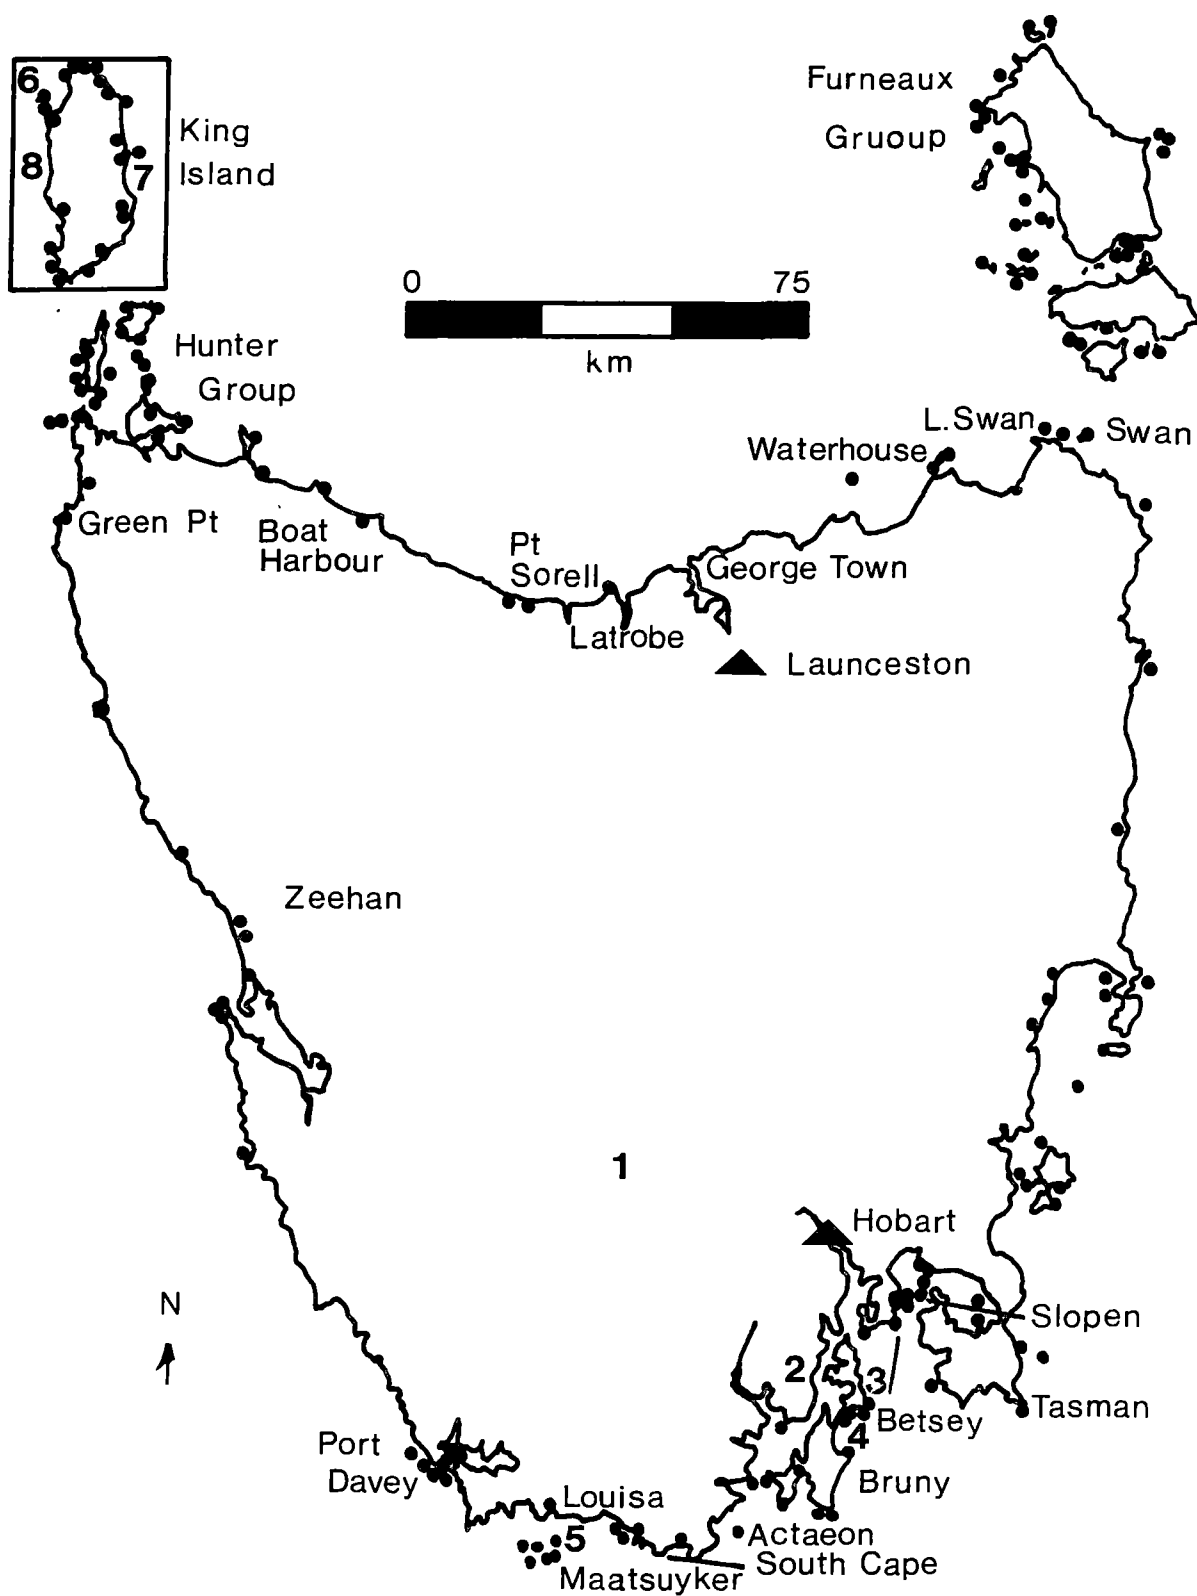 6
8
7
King
Island
Furneaux
Gruoup
0
75
km
Hunter
Group
L.Swan
Swan
Waterhouse
Green Pt
Boat
Harbour
Pt
Sorell
George Town
Latrobe
Launceston
Zeehan
1
Hobart
N
Slopen
2
3
Tasman
Betsey
4
Port
Davey
Bruny
Louisa
5
Actaeon
South Cape
Maatsuyker